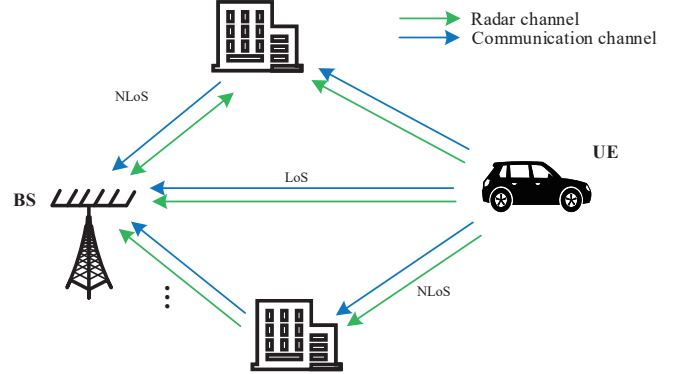 Radar channel
Communication channel
NLoS
UE
LoS
BS
NLoS